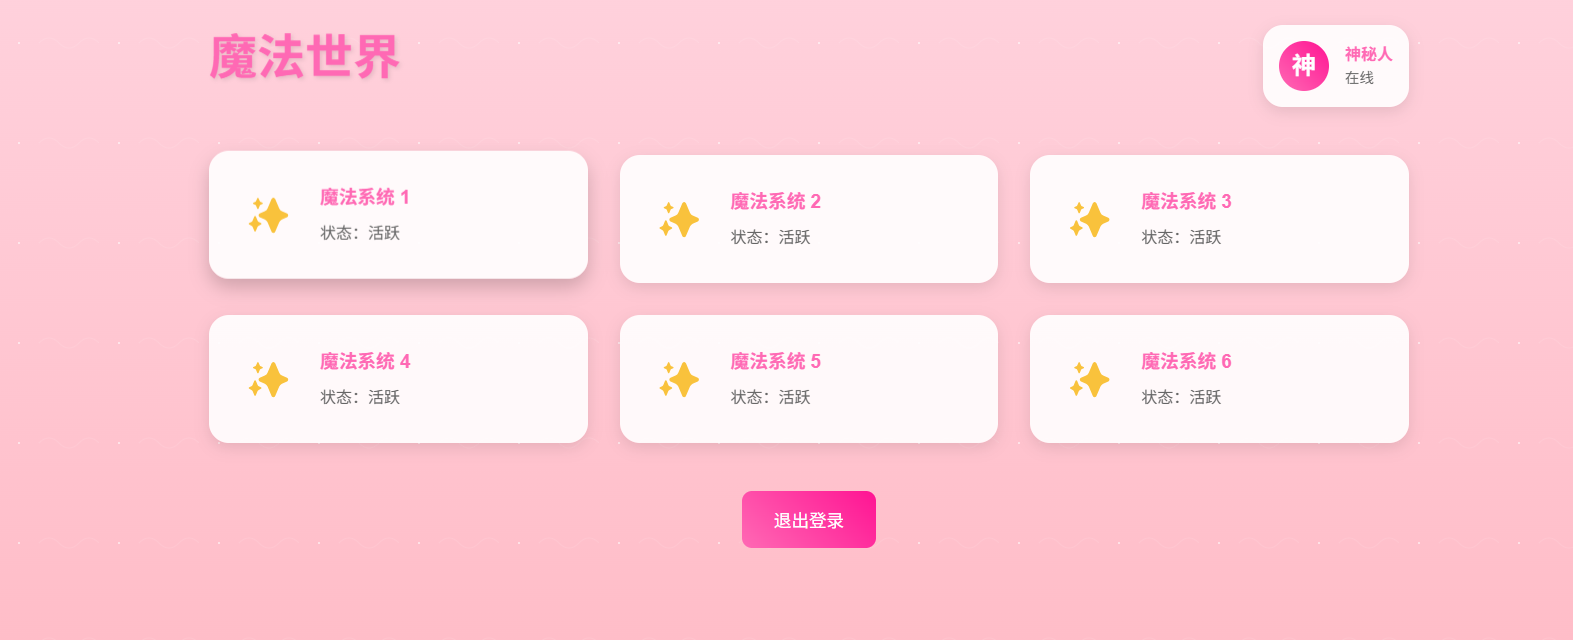 魔法世界
神
神秘人
在线
魔法系统 1
状态：活跃
魔法系统 2
状态：活跃
魔法系统 3
状态：活跃
魔法系统 4
状态：活跃
魔法系统 5
状态：活跃
魔法系统 6
状态：活跃
退出登录